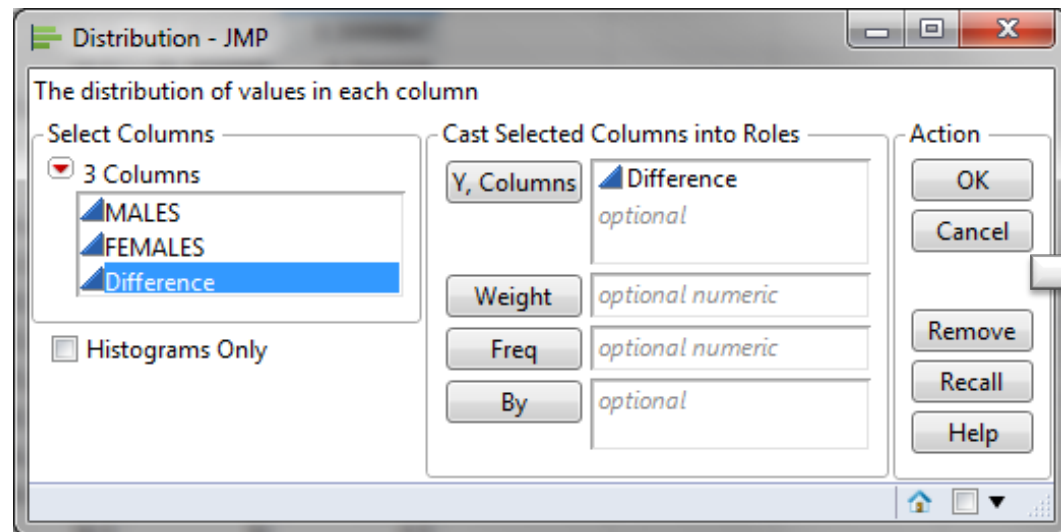 Distribution - JMP
The distribution of values in each column
Select Columns
3 Columns
MALES
FEMALES
Difference
Histograms Only
Cast Selected Columns into Roles
Y, Columns
Difference
optional
Weight
optional numeric
Freq
optional numeric
By
optional
Action
OK
Cancel
Remove
Recall
Help